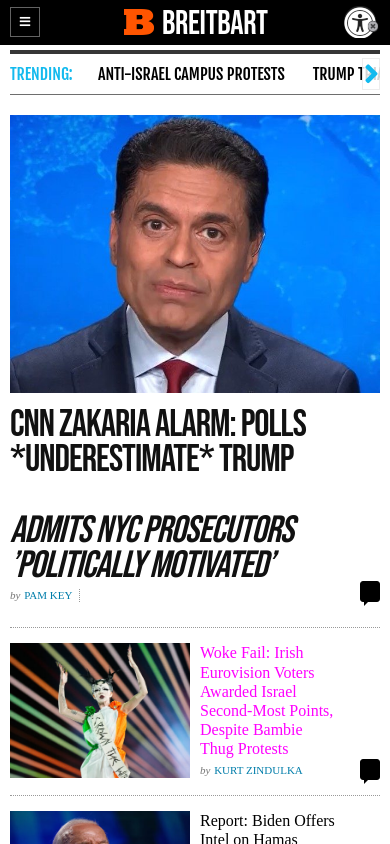 BREITBART
TRENDING: ANTI-ISRAEL CAMPUS PROTESTS TRUMP T
CNN ZAKARIA ALARM: POLLS
*UNDERESTIMATE* TRUMP
ADMITS NYC PROSECUTORS
'POLITICALLY MOTIVATED'
by PAM KEY
Woke Fail: Irish
Eurovision Voters
Awarded Israel
Second-Most Points,
Despite Bambie
Thug Protests
by KURT ZINDULKA
Report: Biden Offers
Intel on Hamas